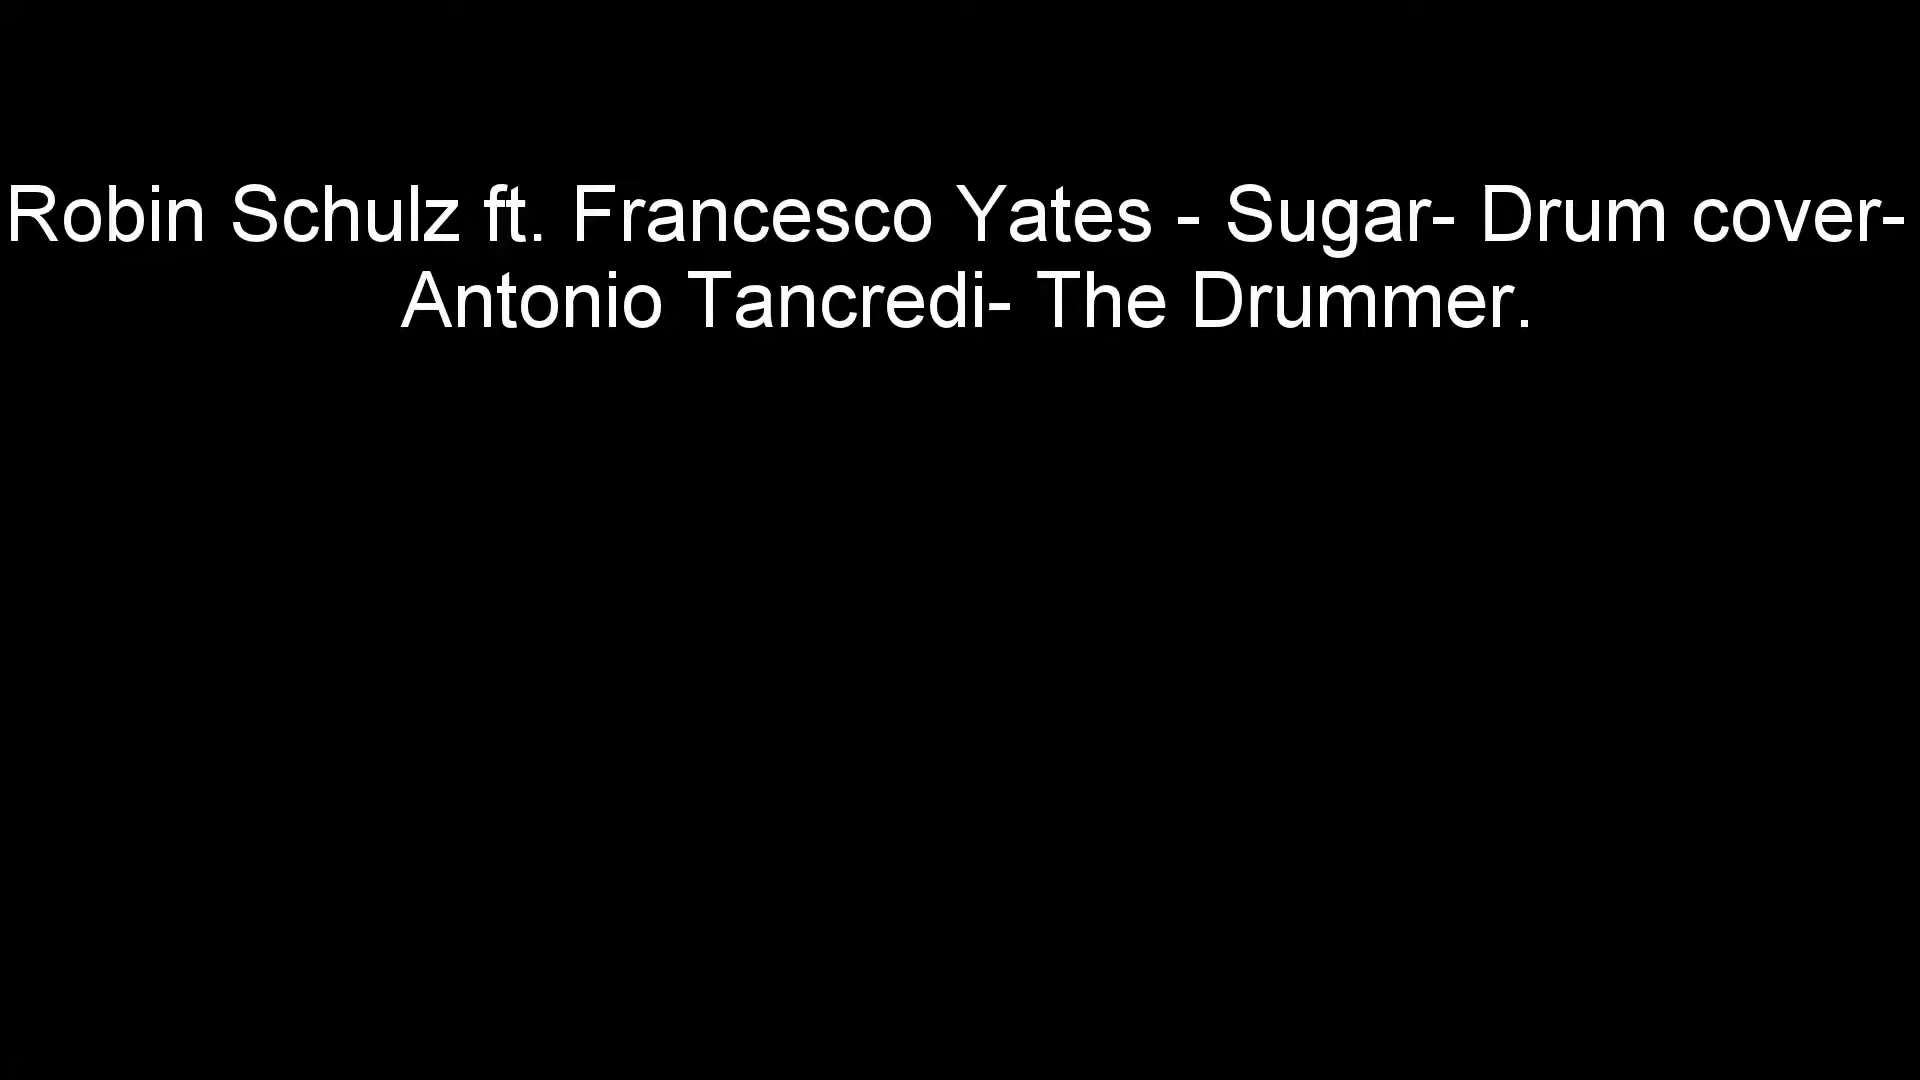 Robin Schulz ft. Francesco Yates - Sugar- Drum cover-
Antonio Tancredi- The Drummer.